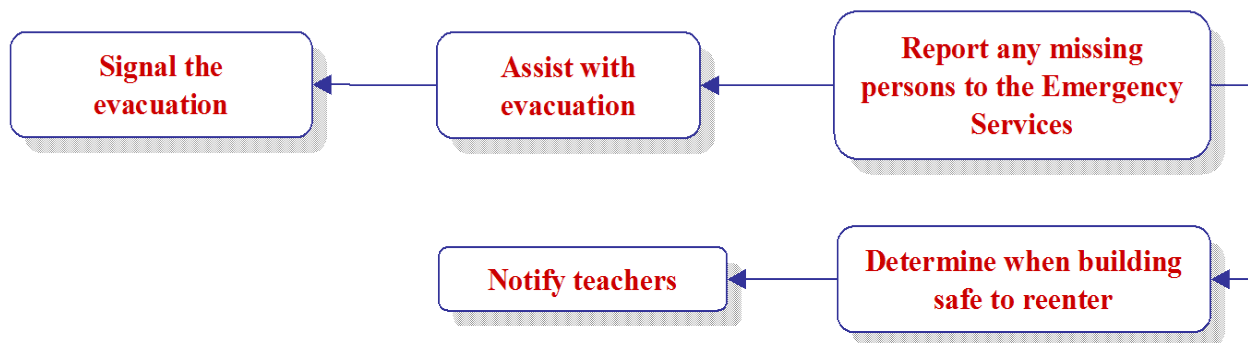 Signal the
evacuation
Assist with
evacuation
Report any missing
persons to the Emergency
Services
Notify teachers
Determine when building
safe to reenter